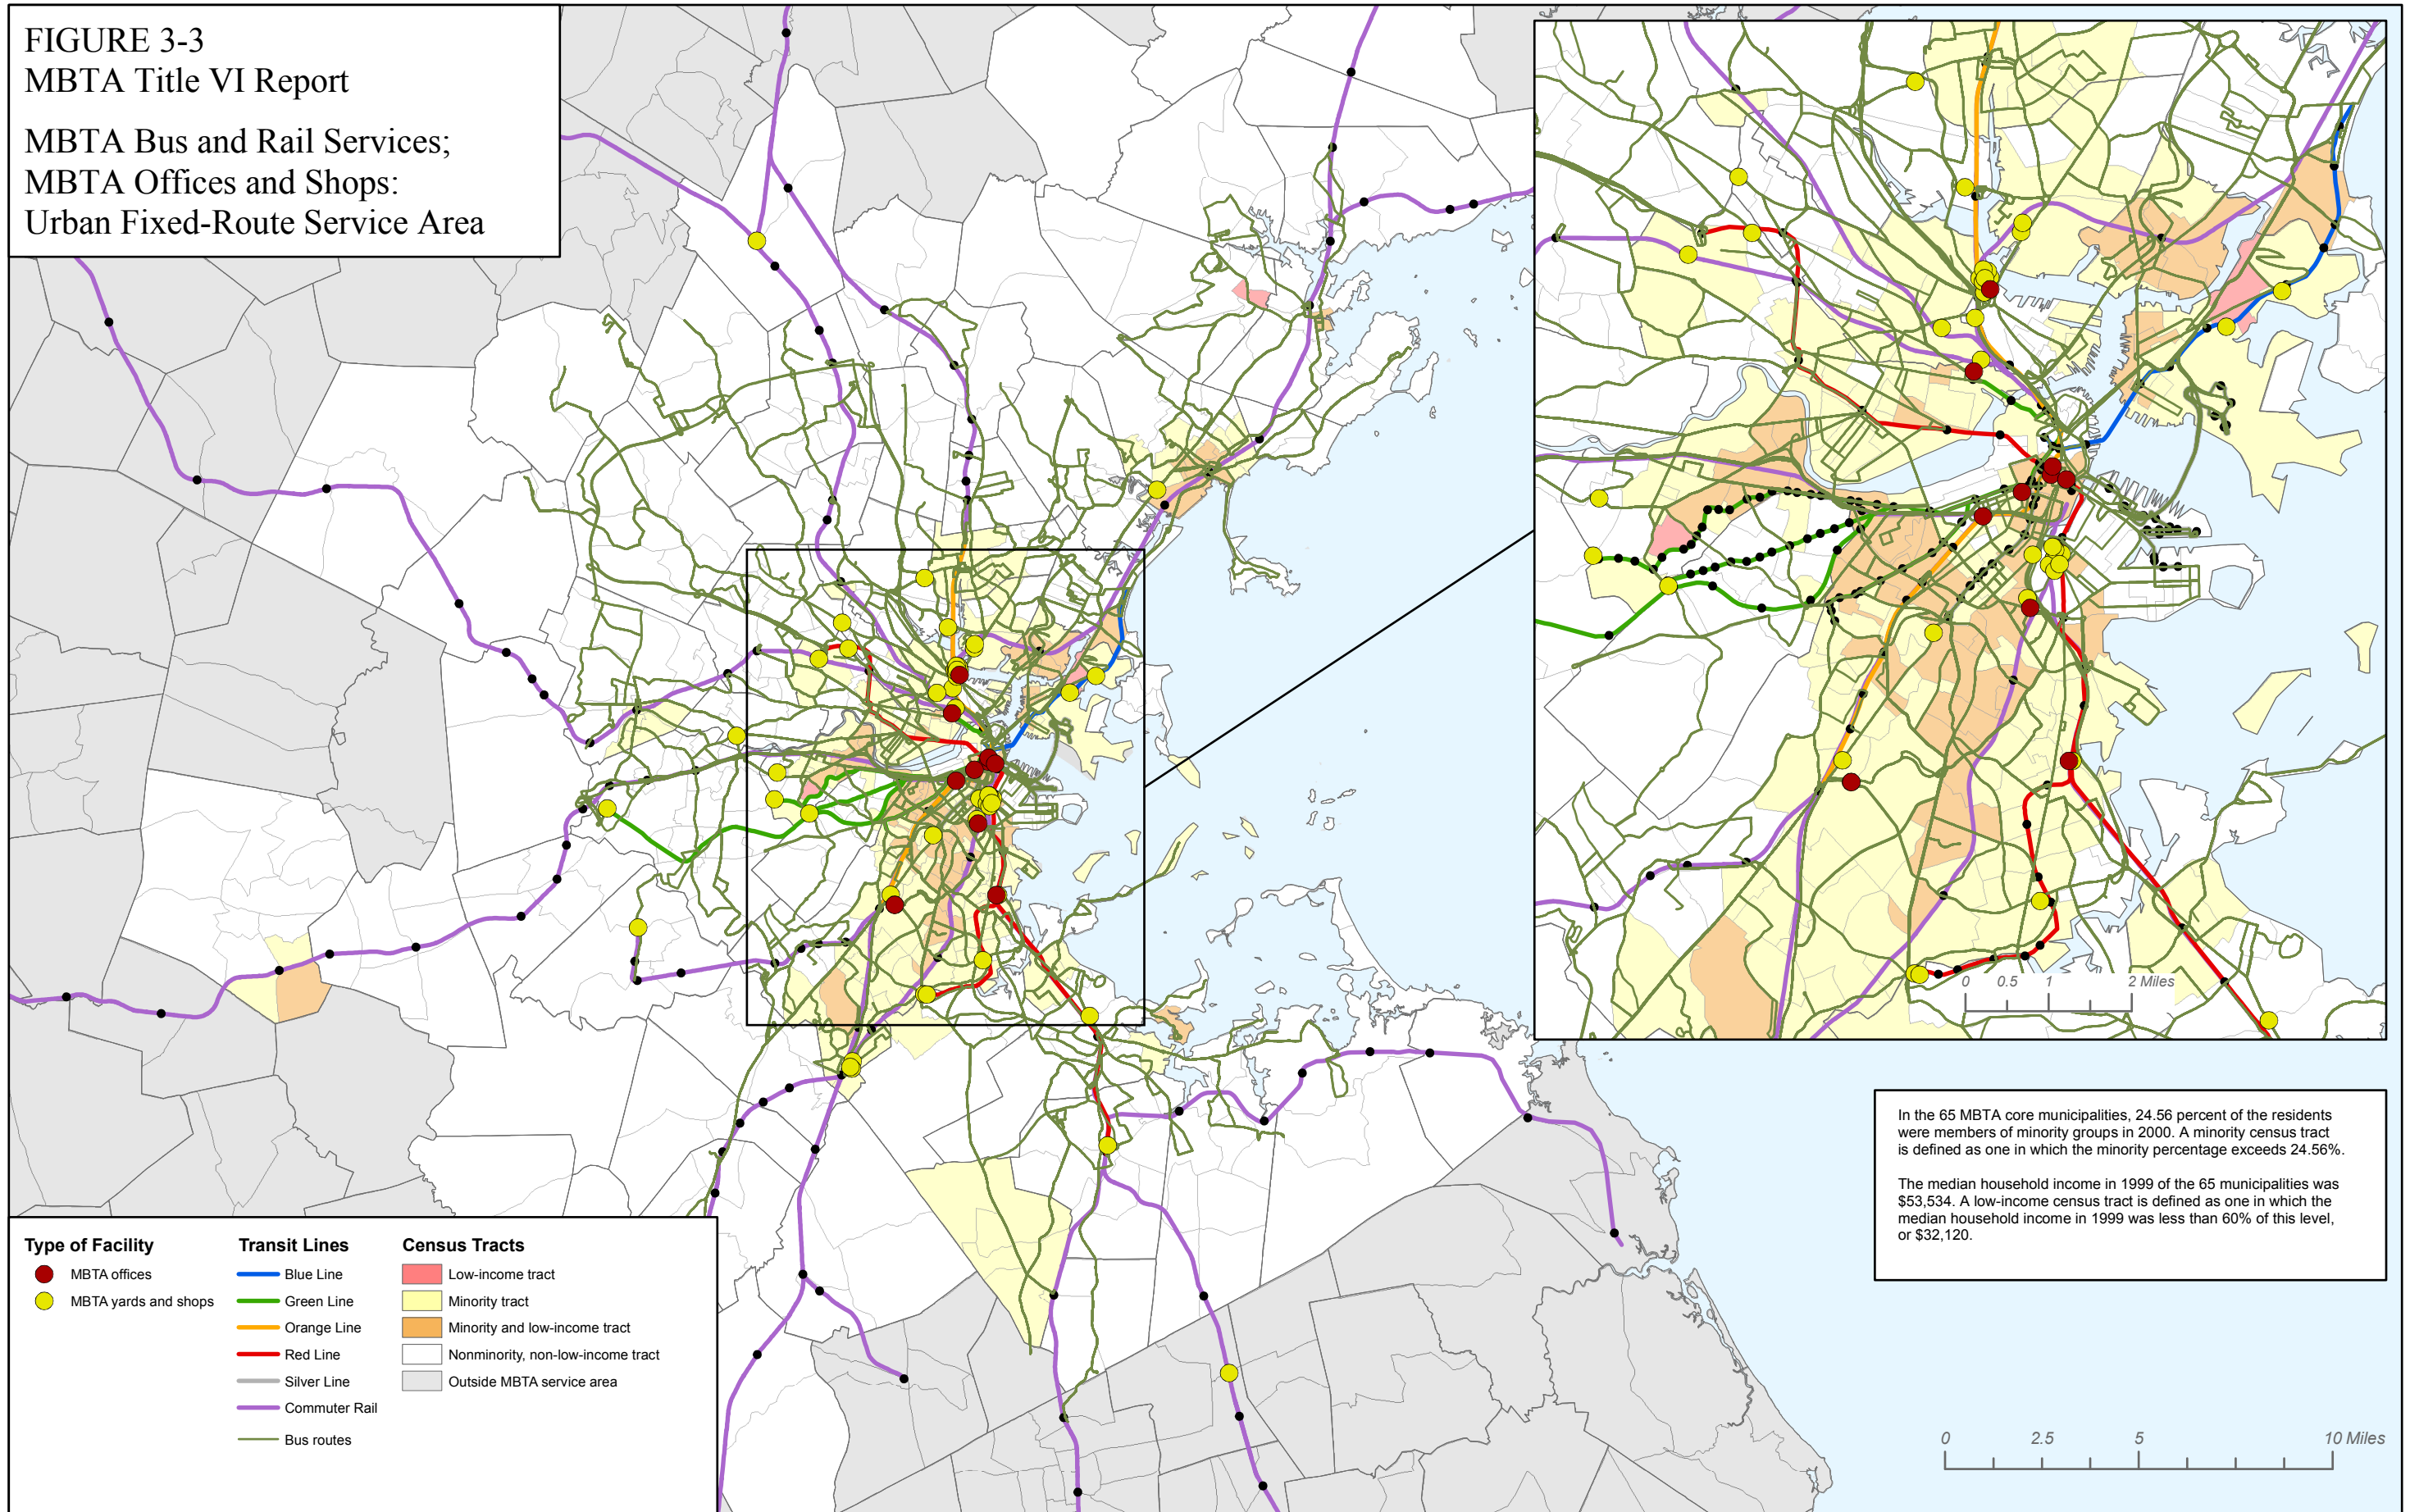 FIGURE 3-3
MBTA Title VI Report
MBTA Bus and Rail Services;
MBTA Offices and Shops:
Urban Fixed-Route Service Area
0 0.5 1 2 Miles
In the 65 MBTA core municipalities, 24.56 percent of the residents
were members of minority groups in 2000. A minority census tract
is defined as one in which the minority percentage exceeds 24.56%.
The median household income in 1999 of the 65 municipalities was
$53,534. A low-income census tract is defined as one in which the
median household income in 1999 was less than 60% of this level,
or $32,120.
Type of Facility
MBTA offices
MBTA yards and shops
Transit Lines
Blue Line
Green Line
Orange Line
Red Line
Silver Line
Commuter Rail
Bus routes
Census Tracts
Low-income tract
Minority tract
Minority and low-income tract
Nonminority, non-low-income tract
Outside MBTA service area
0 2.5 5 10 Miles